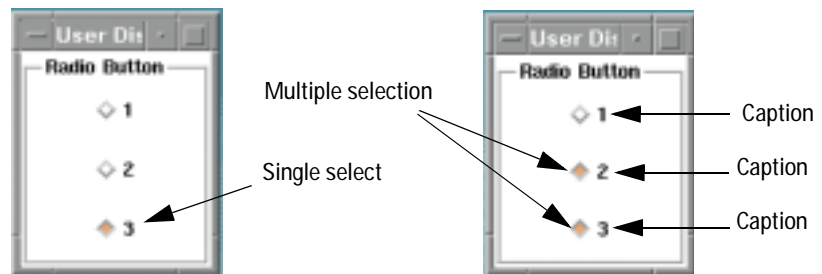 User Dis
Radio Button
1
2
3
Single select
Multiple selection
User Dis
Radio Button
1
2
3
Caption
Caption
Caption